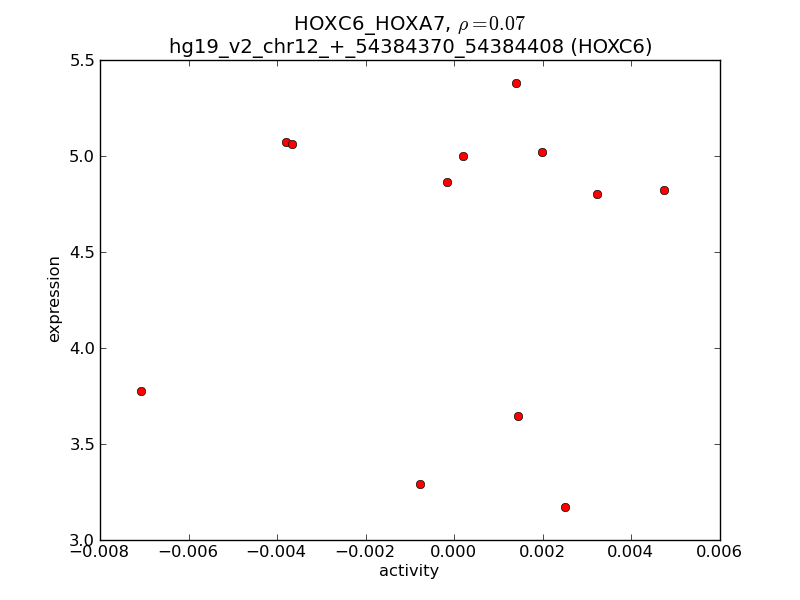 HOXC6_HOXA7, ρ=0.07
hg19_v2_chr12_+_54384370_54384408 (HOXC6)
5.5
5.0
4.5
4.0
3.5
3.0
expression
−0.008 −0.006 −0.004 −0.002 0.000 0.002 0.004 0.006
activity